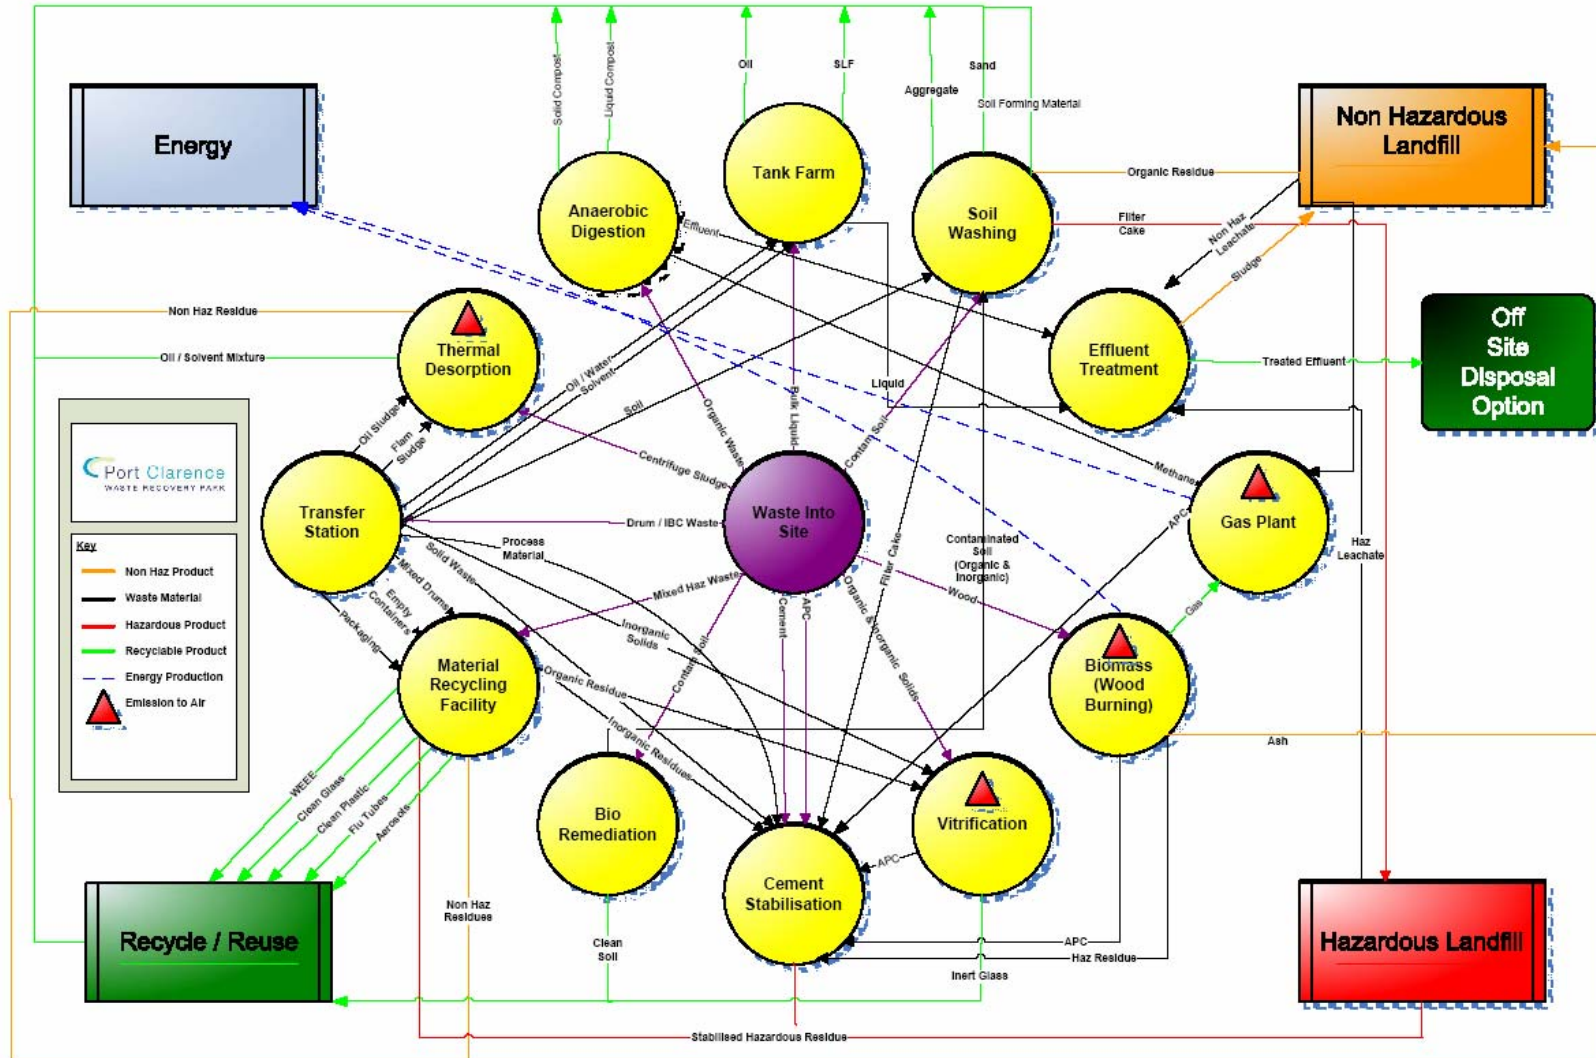 Solid Compost
Liquid Compost
Oil
SLF
Aggregate
Sand
Soil Forming Material
Energy
Non Hazardous
Landfill
Tank Farm
Anaerobic
Digestion
Soil
Washing
Effluent
Organic Residue
Filter
Cake
Non Haz
Leachate
Sludge
Non Haz Residue
Oil / Solvent Mixture
Thermal
Desorption
Effluent
Treatment
Treated Effluent
Off
Site
Disposal
Option
Oil / Water
Solvent
Liquid
Soil
Organic Waste
Bulk Liquid
Contam Soil
Oil Sludge
Flam
Sludge
Centrifuge Sludge
Methane
Port Clarence
WASTE RECOVERY PARK
Transfer
Station
Drum / IBC Waste
Waste Into
Site
APC
Gas Plant
Key
Non Haz Product
Waste Material
Hazardous Product
Recyclable Product
Energy Production
Emission to Air
Process
Material
Solid Waste
Mixed Drums
Empty
Containers
Packaging
Mixed Haz Waste
Cement
APC
Filter Cake
Contaminated
Soil
(Organic &
Inorganic)
Wood
Haz
Leachate
Gas
Organic & Inorganic Solids
Contam Soil
Inorganic
Solids
Material
Recycling
Facility
Organic Residue
Inorganic Residues
Biomass
(Wood
Burning)
Ash
WEEE
Clean Glass
Clean Plastic
Flu Tubes
Aerosols
Bio
Remediation
Vitrification
APC
Cement
Stabilisation
Non Haz
Residues
Recycle / Reuse
Clean
Soil
APC
Haz Residue
Inert Glass
Hazardous Landfill
Stabilised Hazardous Residue